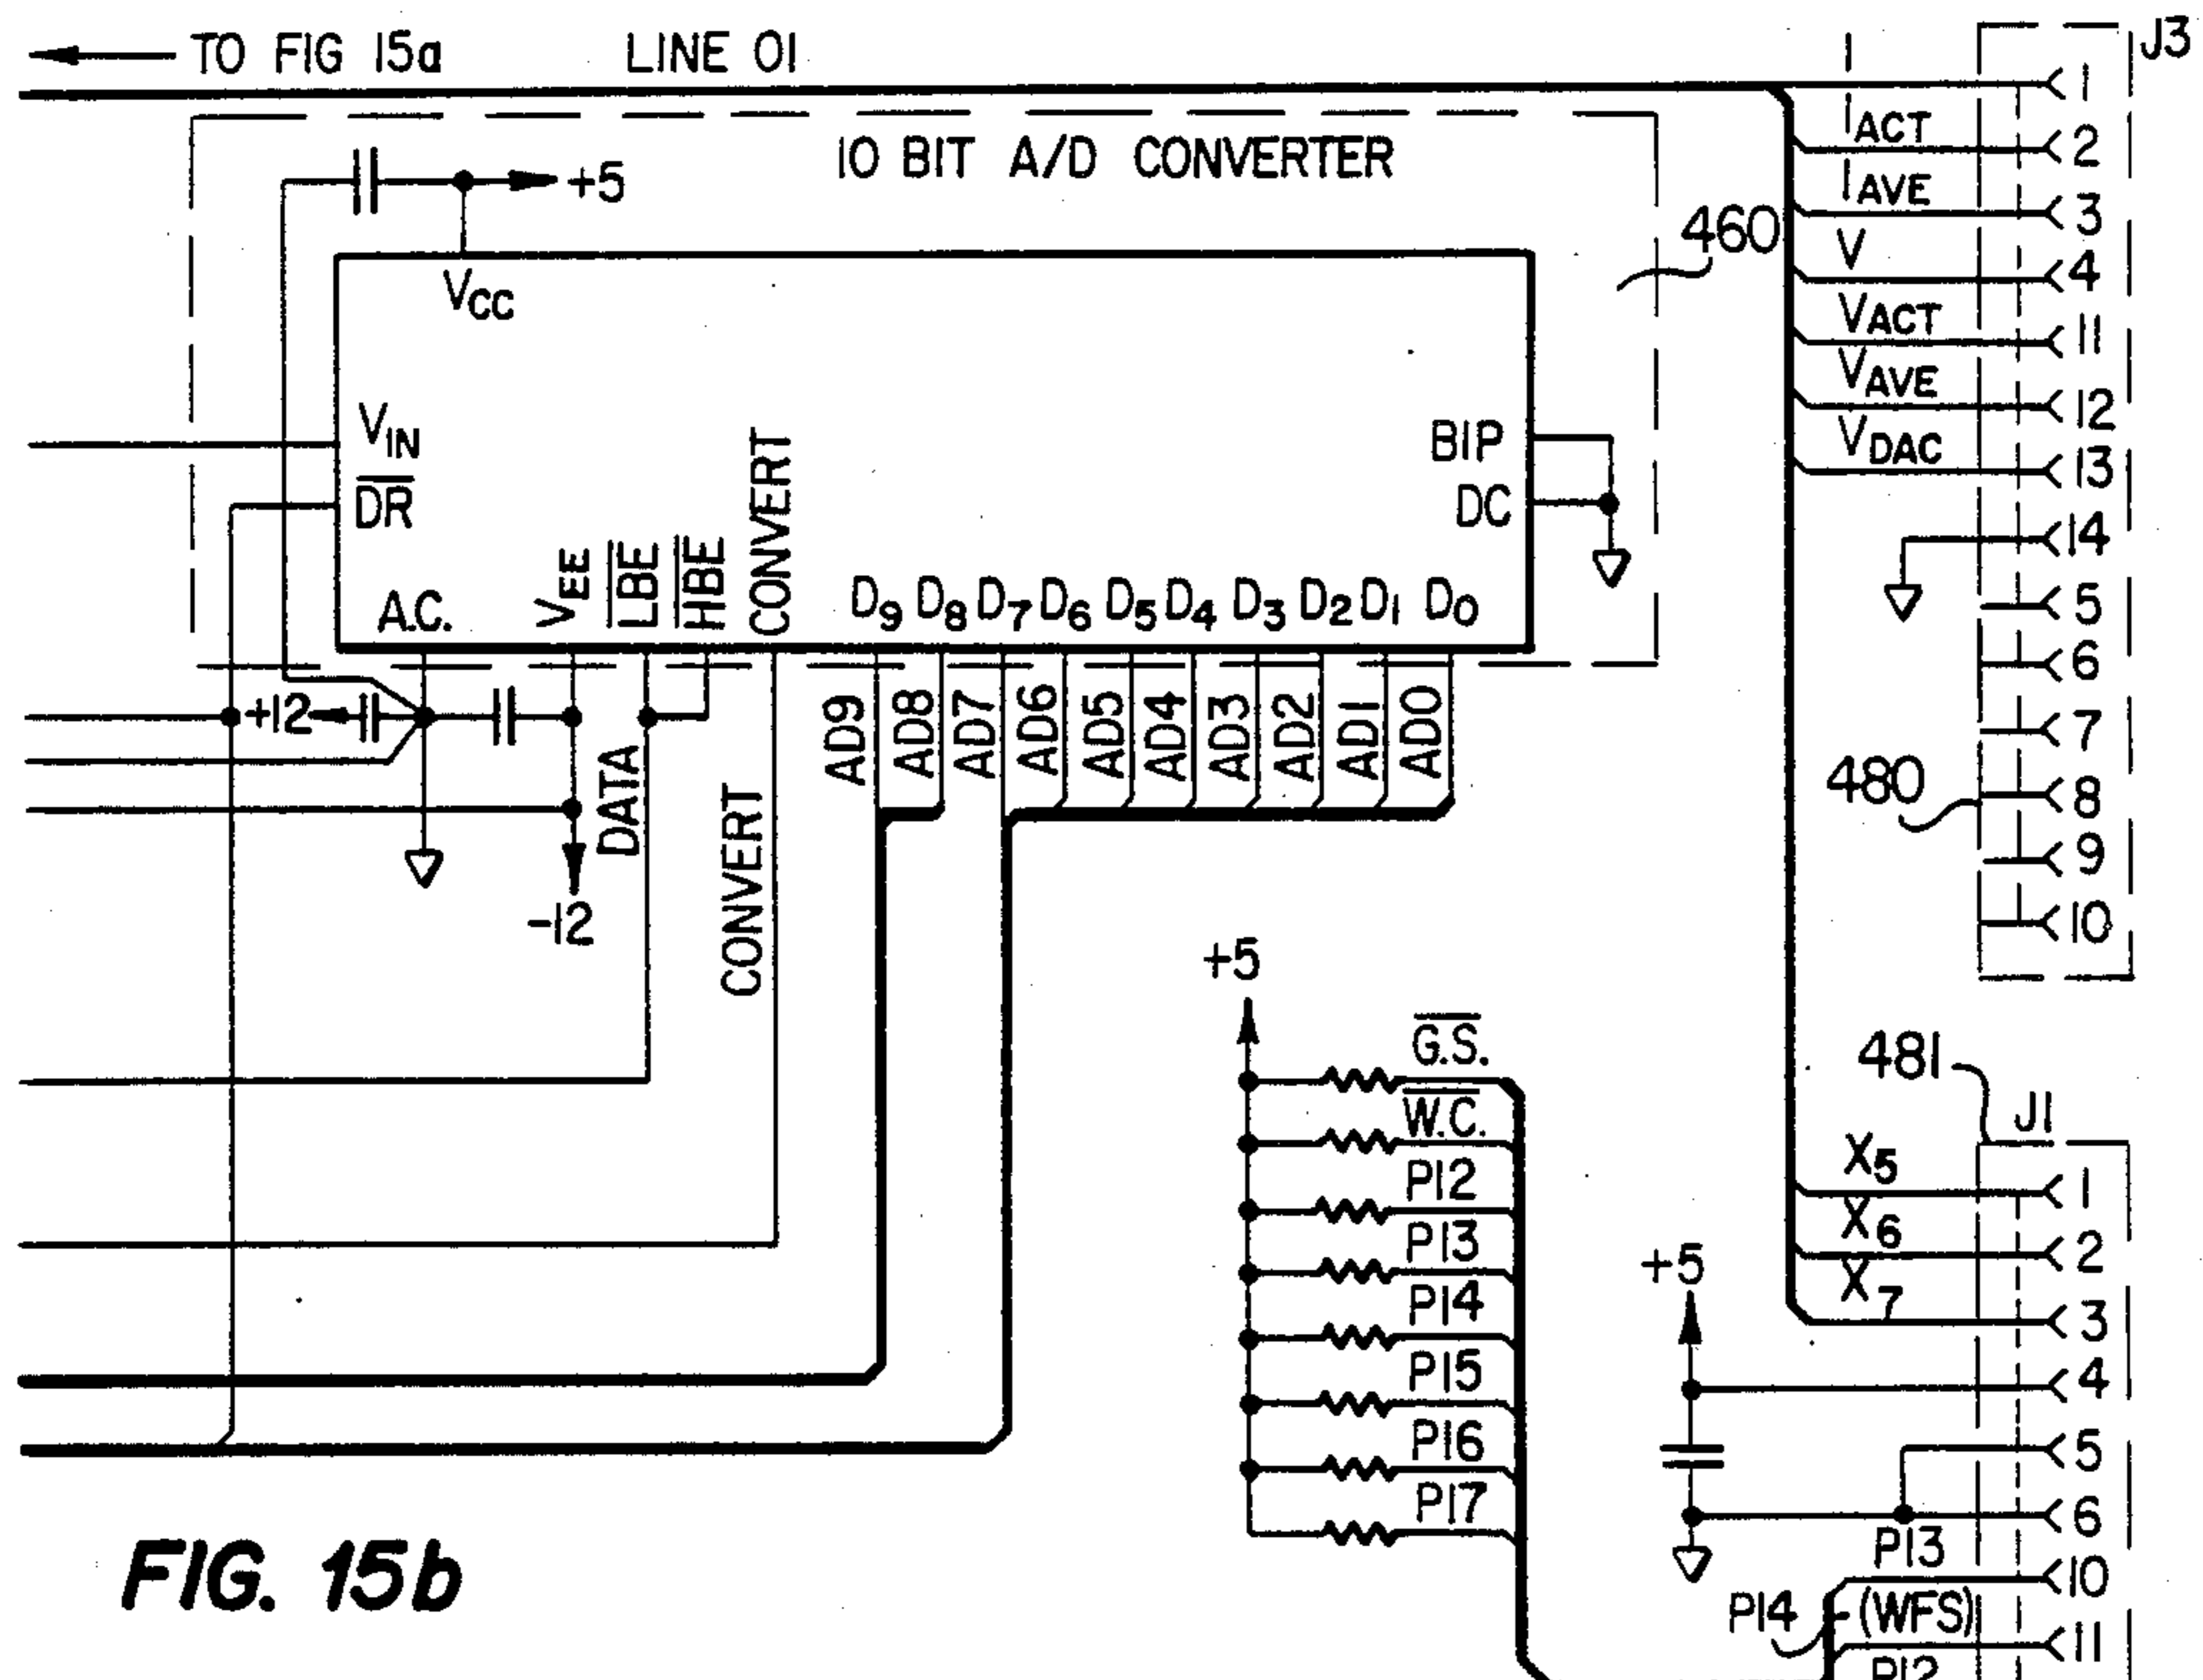 TO FIG 15a LINE 01
10 BIT A/D CONVERTER
+5
VCC
VIN
DR
A.C.
VEE
LBE
HBE
CONVERT
D9 D8 D7 D6 D5 D4 D3 D2 D1 D0
BIP
DC
460
+12
-12
DATA
CONVERT
AD9
AD8
AD7
AD6
AD5
AD4
AD3
AD2
AD1
AD0
J3
I 1
IACT 2
IAVE 3
V 4
VACT 11
VAVE 12
VDAC 13
14
5
6
7
8
9
10
480
+5
G.S.
W.C.
P12
P13
P14
P15
P16
P17
481
J1
X5 1
X6 2
X7 3
+5
4
5
6
P13 10
P14 (WFS) 11
P12
FIG. 15b